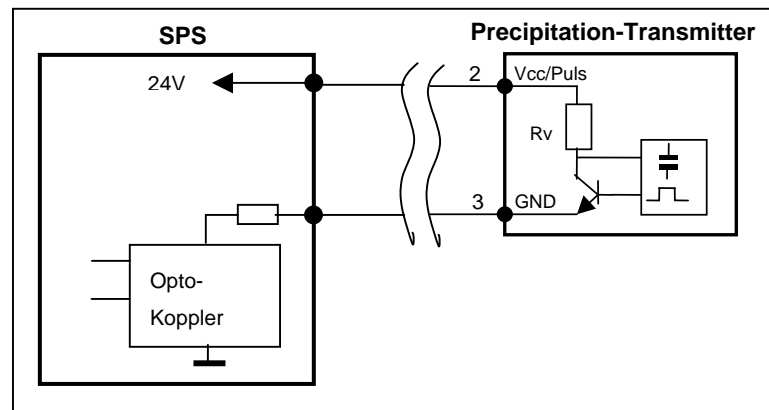 SPS
Precipitation-Transmitter
24V
2
Vcc/Puls
Rv
3
GND
Opto-
Koppler